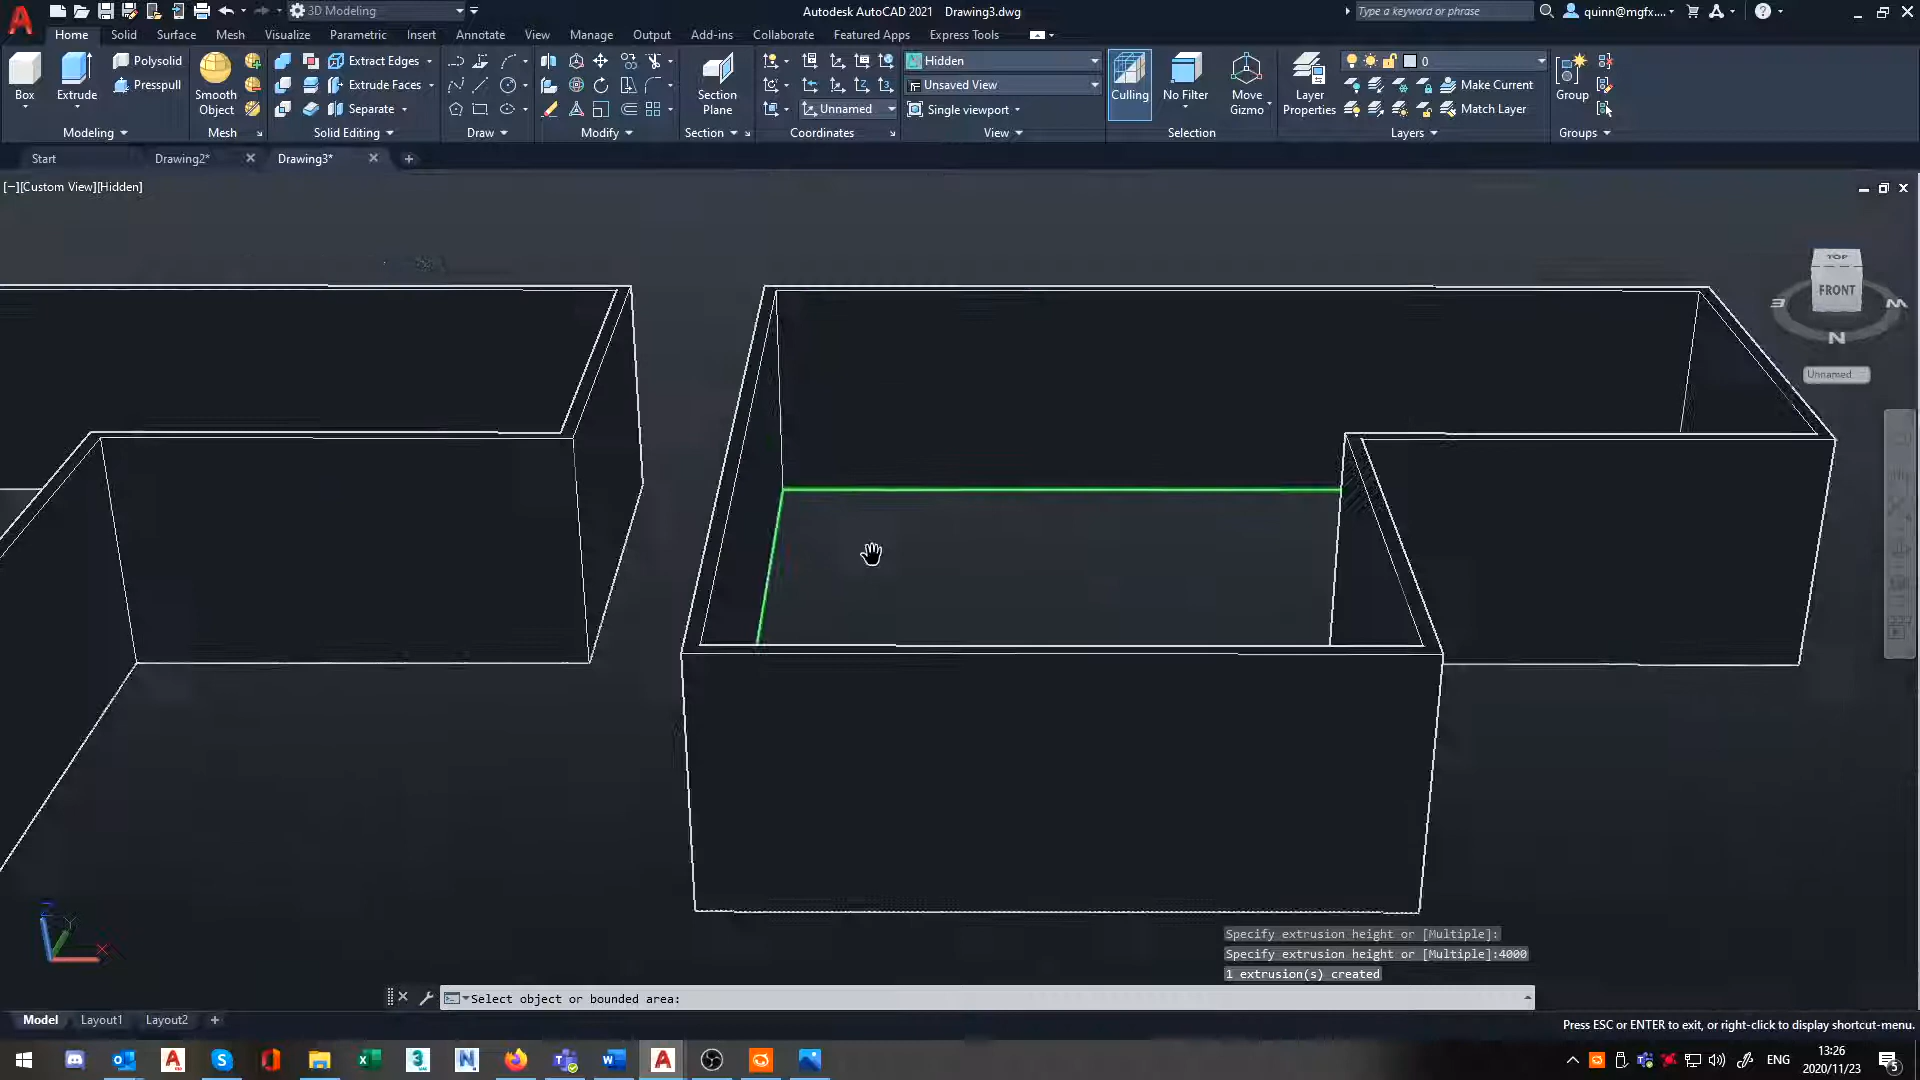 3D Modeling
Autodesk AutoCAD 2021 Drawing3.dwg
Type a keyword or phrase
quinn@mgfx....
Home Solid Surface Mesh Visualize Parametric Insert Annotate View Manage Output Add-ins Collaborate Featured Apps Express Tools
Box
Extrude
Polysolid
Presspull
Smooth
Object
Extract Edges
Extrude Faces
Separate
Section
Plane
Hidden
Unsaved View
Unnamed
Single viewport
Culling
No Filter
Move
Gizmo
Layer
Properties
0
Make Current
Match Layer
Group
Modeling
Mesh
Solid Editing
Draw
Modify
Section
Coordinates
View
Selection
Layers
Groups
Start
Drawing2*
Drawing3*
[−][Custom View][Hidden]
TOP
FRONT
N
Unnamed
Z
Y
X
Specify extrusion height or [Multiple]:
Specify extrusion height or [Multiple]:4000
1 extrusion(s) created
Select object or bounded area:
Model Layout1 Layout2 +
Press ESC or ENTER to exit, or right-click to display shortcut-menu.
ENG
13:26
2020/11/23
5